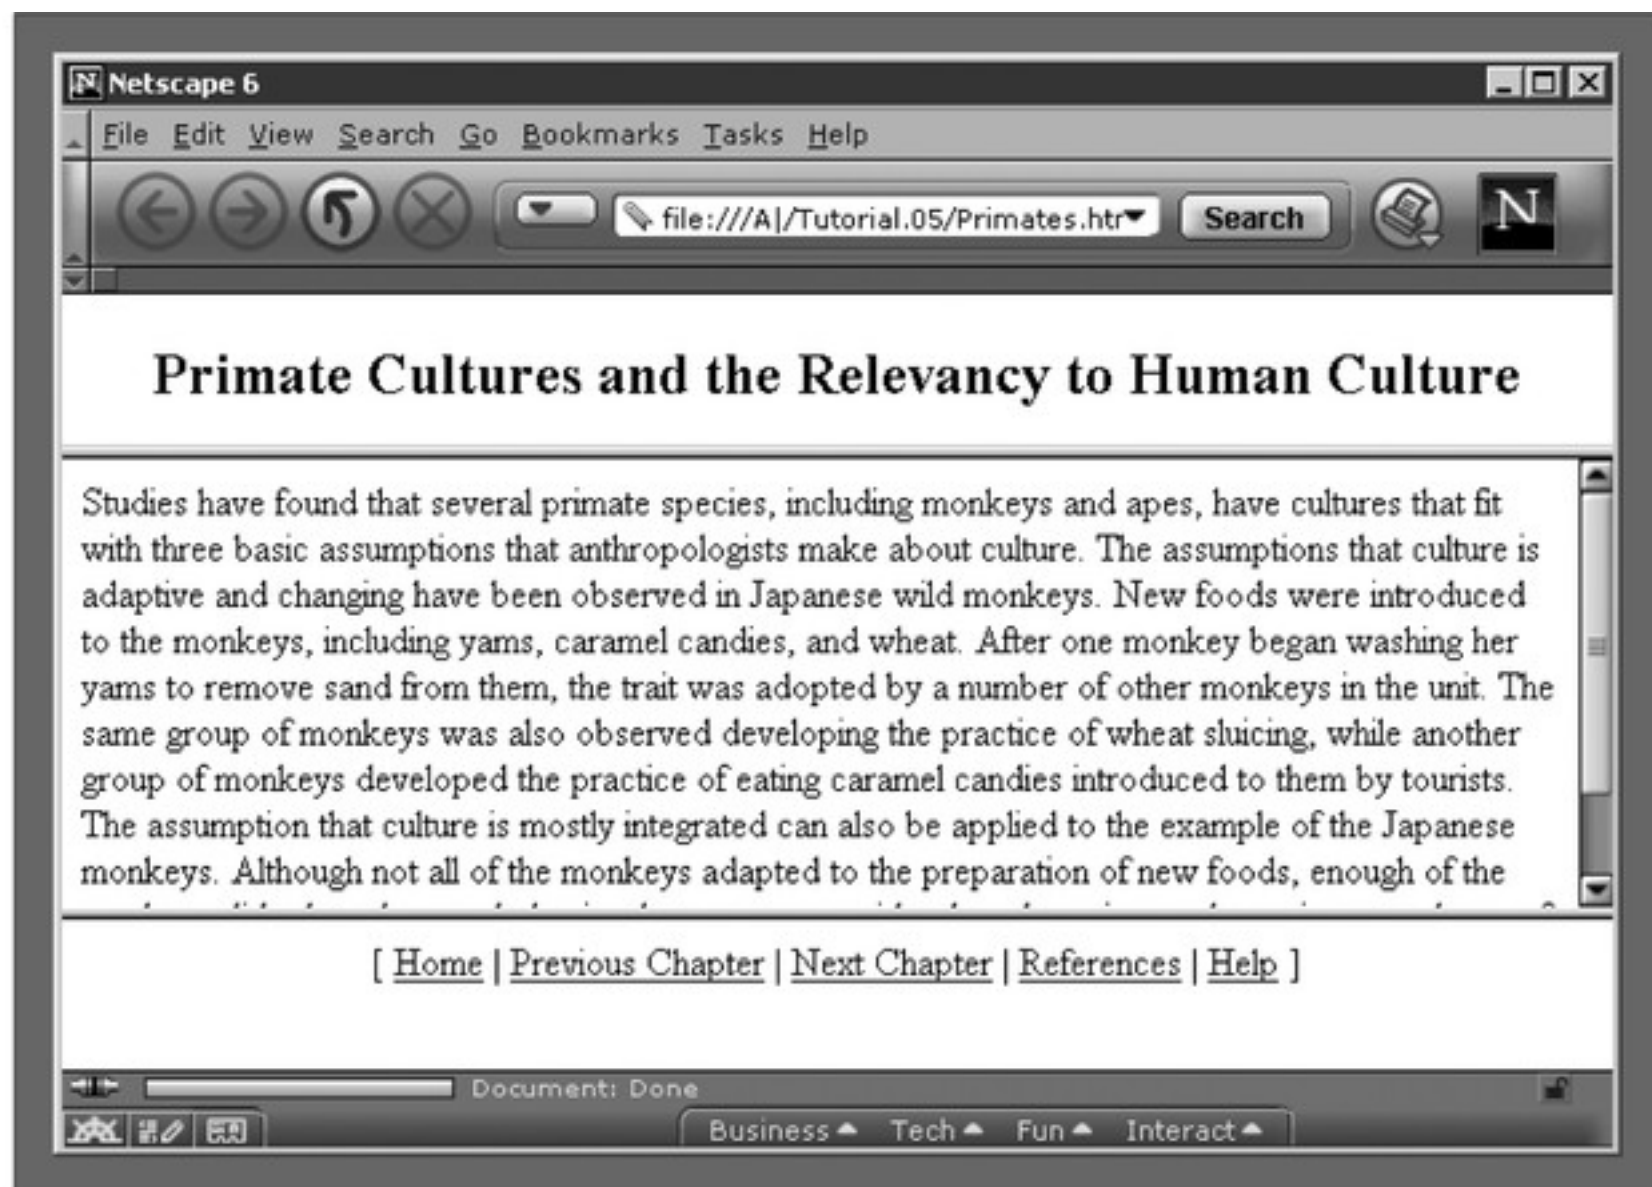 Netscape 6
File Edit View Search Go Bookmarks Tasks Help
file:///A|/Tutorial.05/Primates.htr Search N
Primate Cultures and the Relevancy to Human Culture
Studies have found that several primate species, including monkeys and apes, have cultures that fit
with three basic assumptions that anthropologists make about culture. The assumptions that culture is
adaptive and changing have been observed in Japanese wild monkeys. New foods were introduced
to the monkeys, including yams, caramel candies, and wheat. After one monkey began washing her
yams to remove sand from them, the trait was adopted by a number of other monkeys in the unit. The
same group of monkeys was also observed developing the practice of wheat sluicing, while another
group of monkeys developed the practice of eating caramel candies introduced to them by tourists.
The assumption that culture is mostly integrated can also be applied to the example of the Japanese
monkeys. Although not all of the monkeys adapted to the preparation of new foods, enough of the
[ Home | Previous Chapter | Next Chapter | References | Help ]
Document: Done
Business Tech Fun Interact